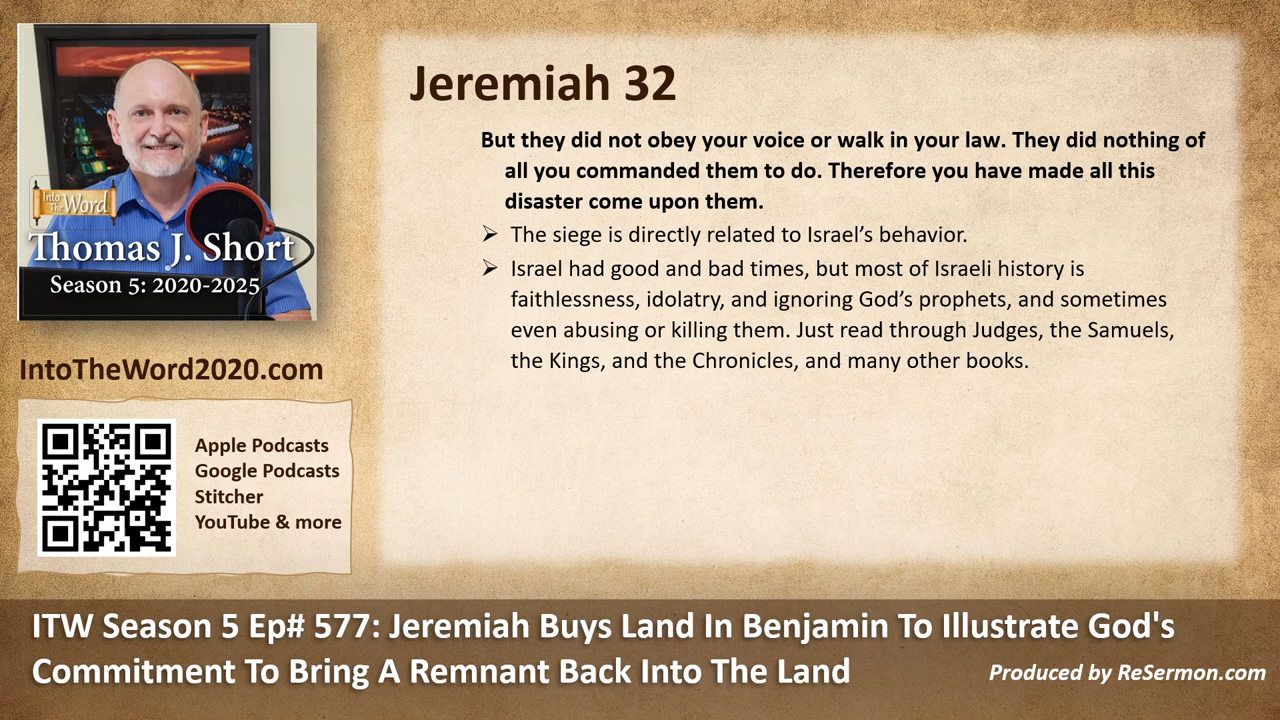 Into
The Word
Thomas J. Short
Season 5: 2020-2025
IntoTheWord2020.com
Apple Podcasts
Google Podcasts
Stitcher
YouTube & more
Jeremiah 32
But they did not obey your voice or walk in your law. They did nothing of
all you commanded them to do. Therefore you have made all this
disaster come upon them.
➢ The siege is directly related to Israel’s behavior.
➢ Israel had good and bad times, but most of Israeli history is
faithlessness, idolatry, and ignoring God’s prophets, and sometimes
even abusing or killing them. Just read through Judges, the Samuels,
the Kings, and the Chronicles, and many other books.
ITW Season 5 Ep# 577: Jeremiah Buys Land In Benjamin To Illustrate God's
Commitment To Bring A Remnant Back Into The Land
Produced by ReSermon.com